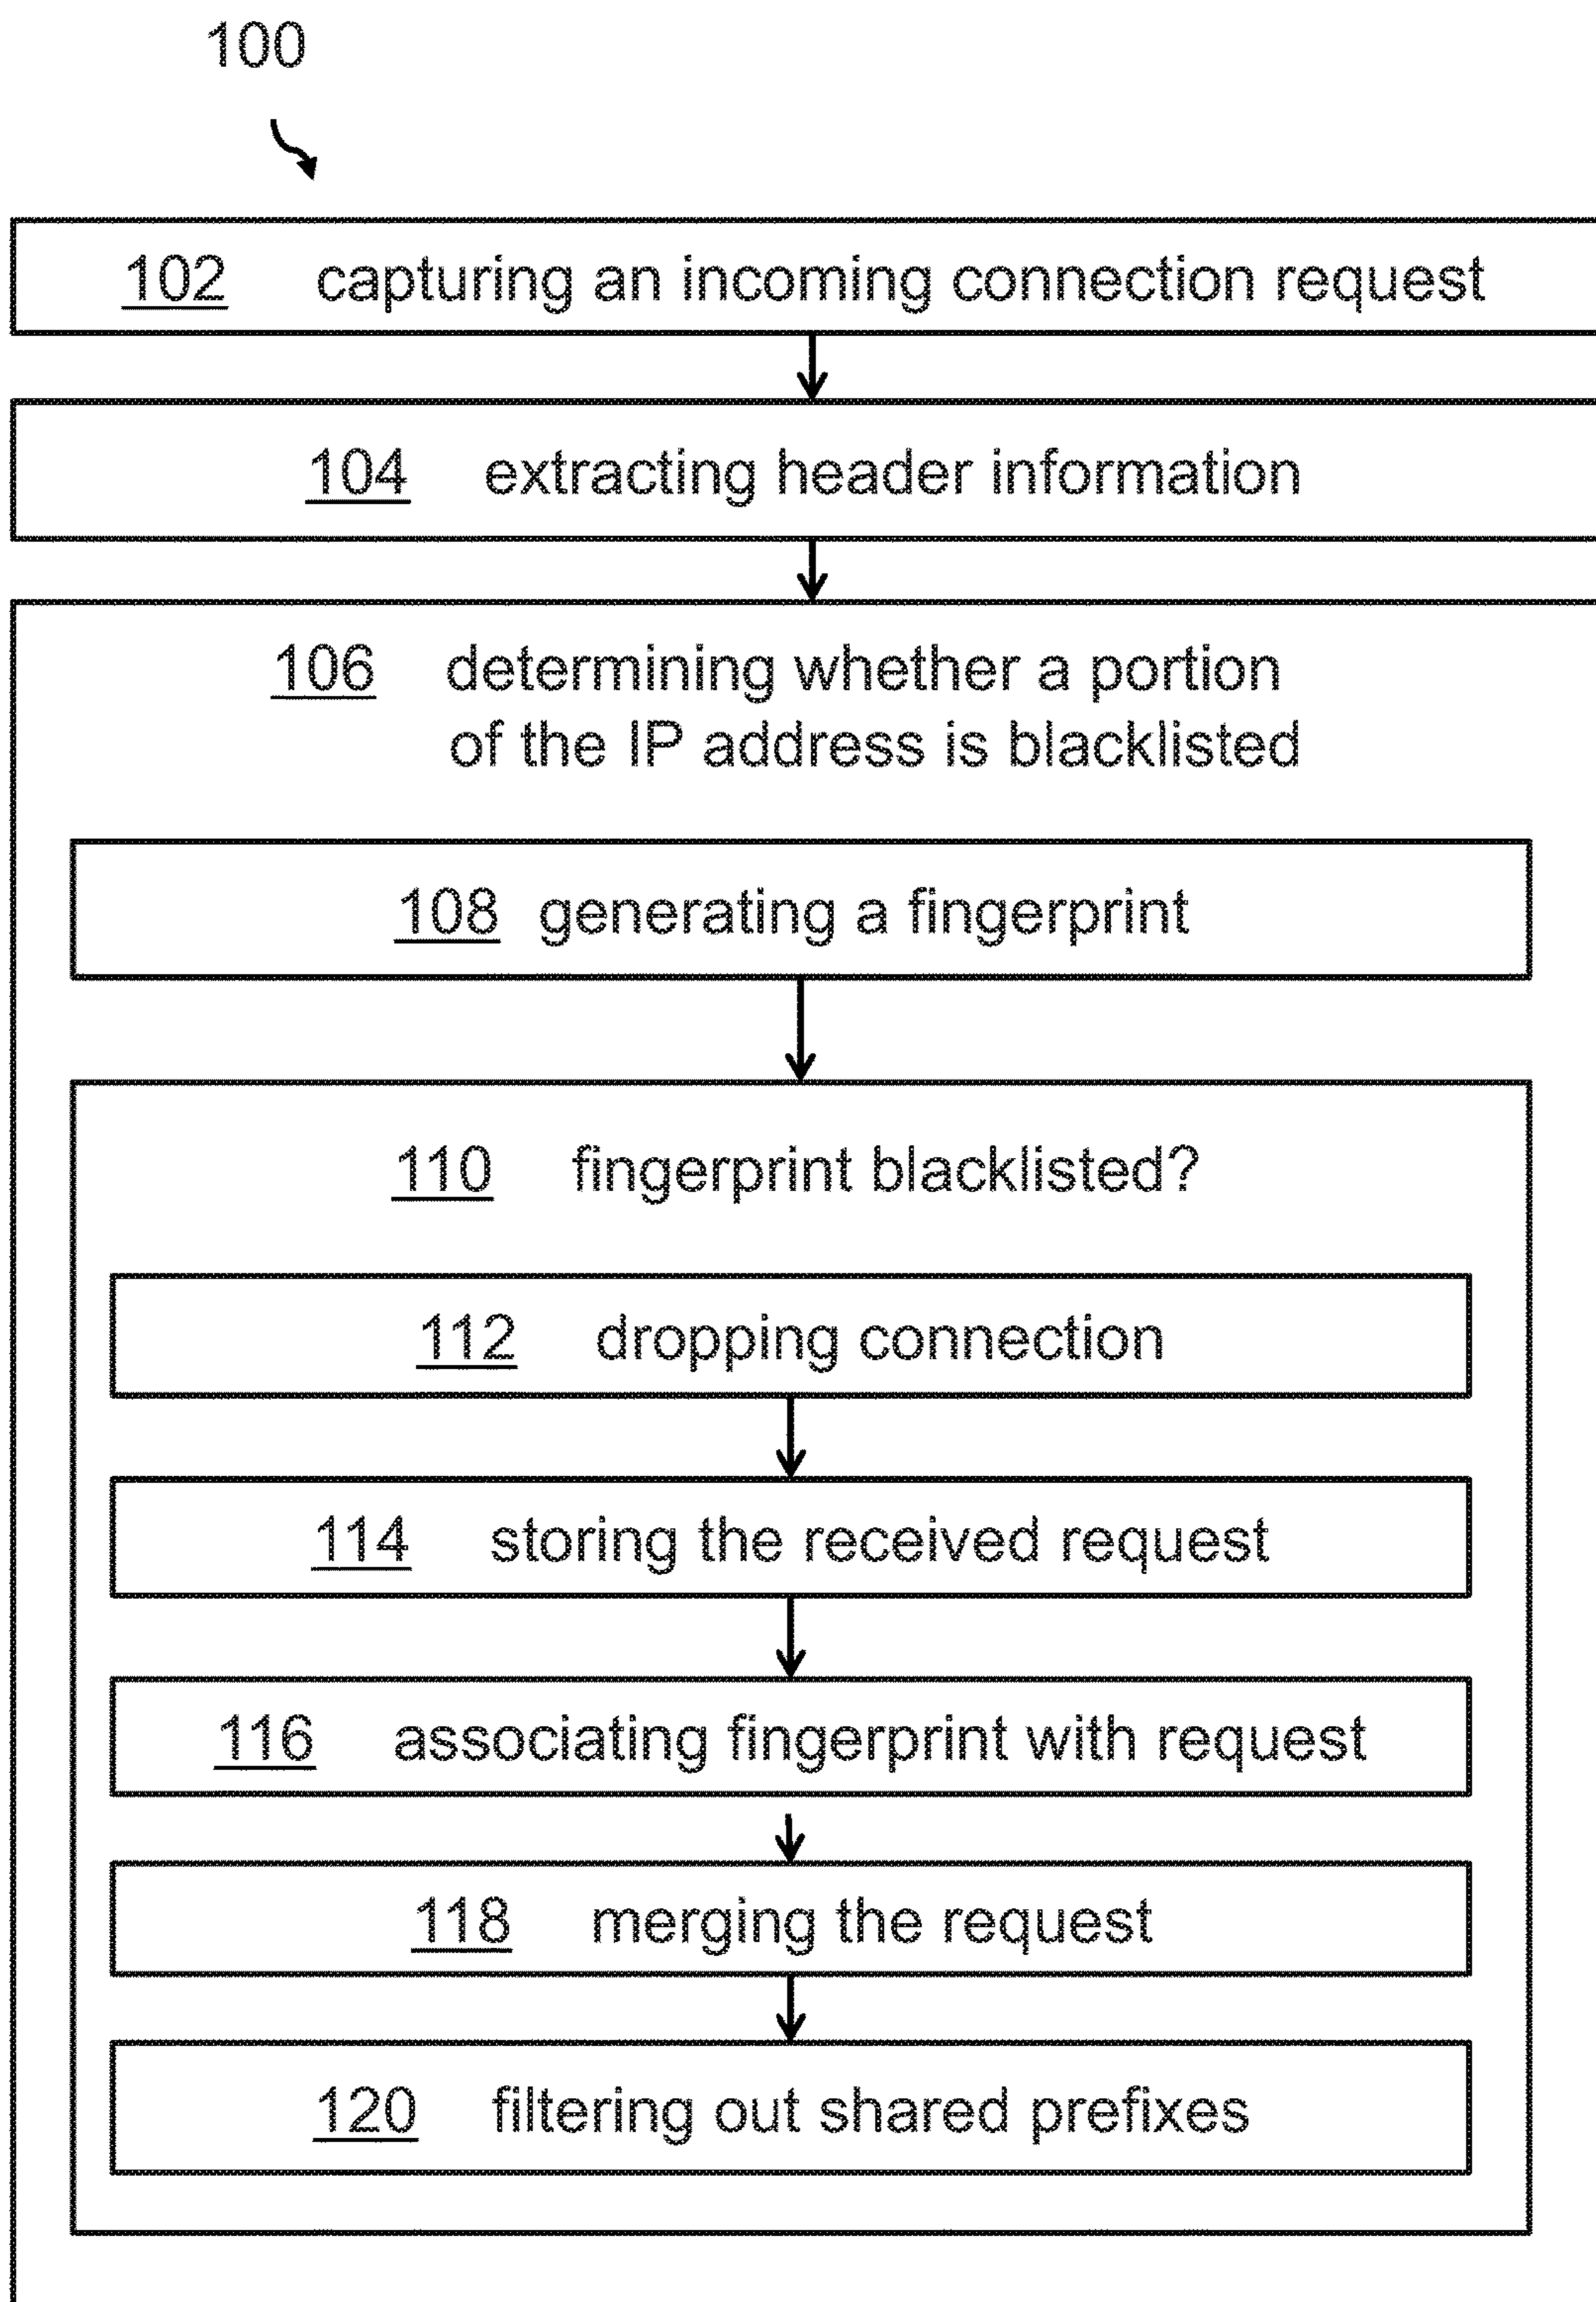 100
102 capturing an incoming connection request
104 extracting header information
106 determining whether a portion
of the IP address is blacklisted
108 generating a fingerprint
110 fingerprint blacklisted?
112 dropping connection
114 storing the received request
116 associating fingerprint with request
118 merging the request
120 filtering out shared prefixes